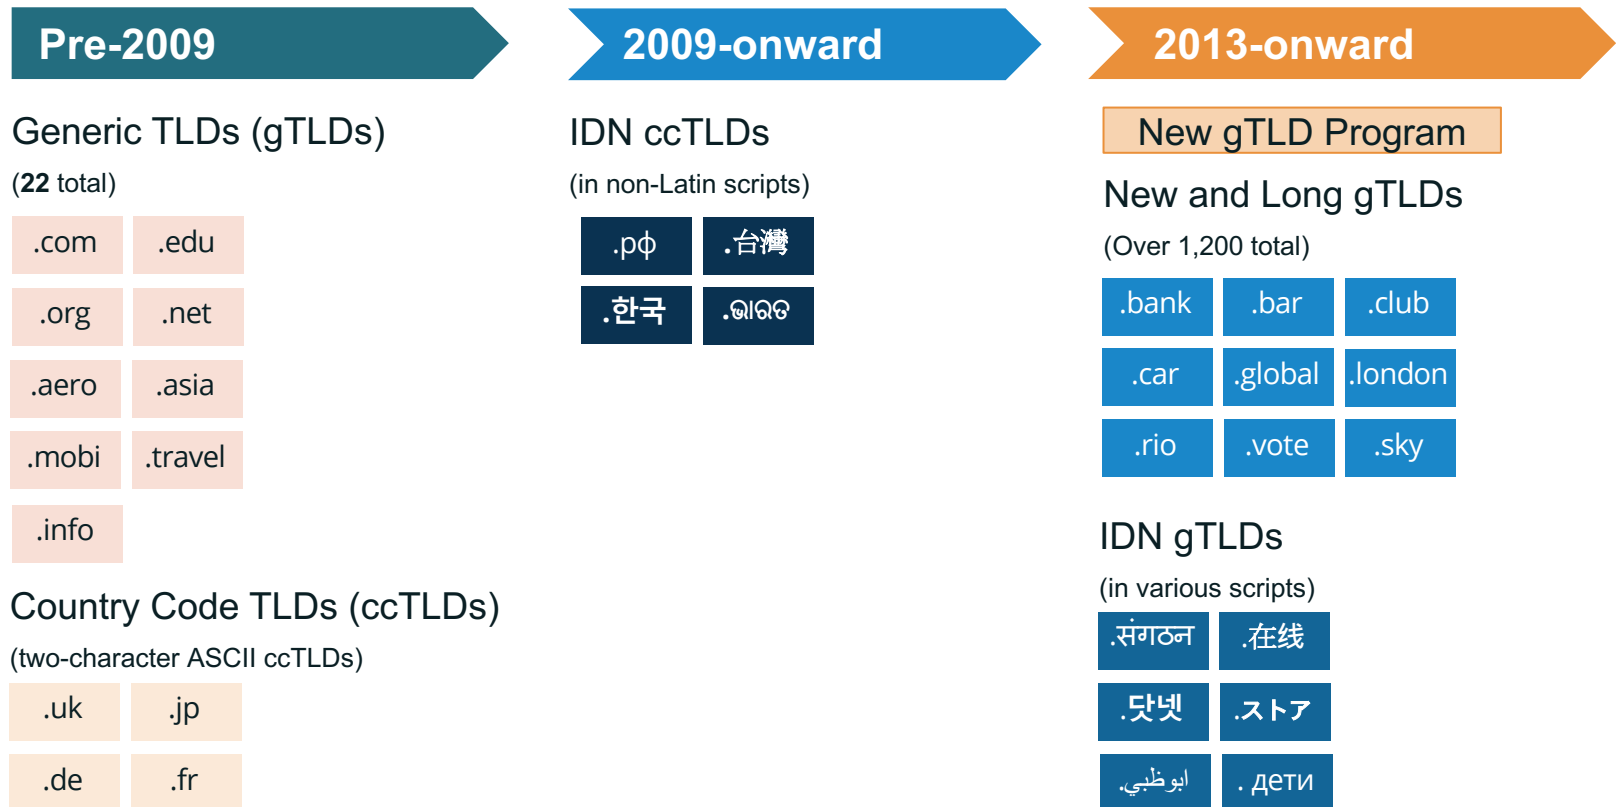 Pre-2009
Generic TLDs (gTLDs)
(22 total)
.com .edu
.org .net
.aero .asia
.mobi .travel
.info
Country Code TLDs (ccTLDs)
(two-character ASCII ccTLDs)
.uk .jp
.de .fr
2009-onward
IDN ccTLDs
(in non-Latin scripts)
.рф .台灣
.한국 .ଭାରତ
2013-onward
New gTLD Program
New and Long gTLDs
(Over 1,200 total)
.bank .bar .club
.car .global .london
.rio .vote .sky
IDN gTLDs
(in various scripts)
.संगठन .在线
.닷넷 .ストア
.ابوظبي . дети